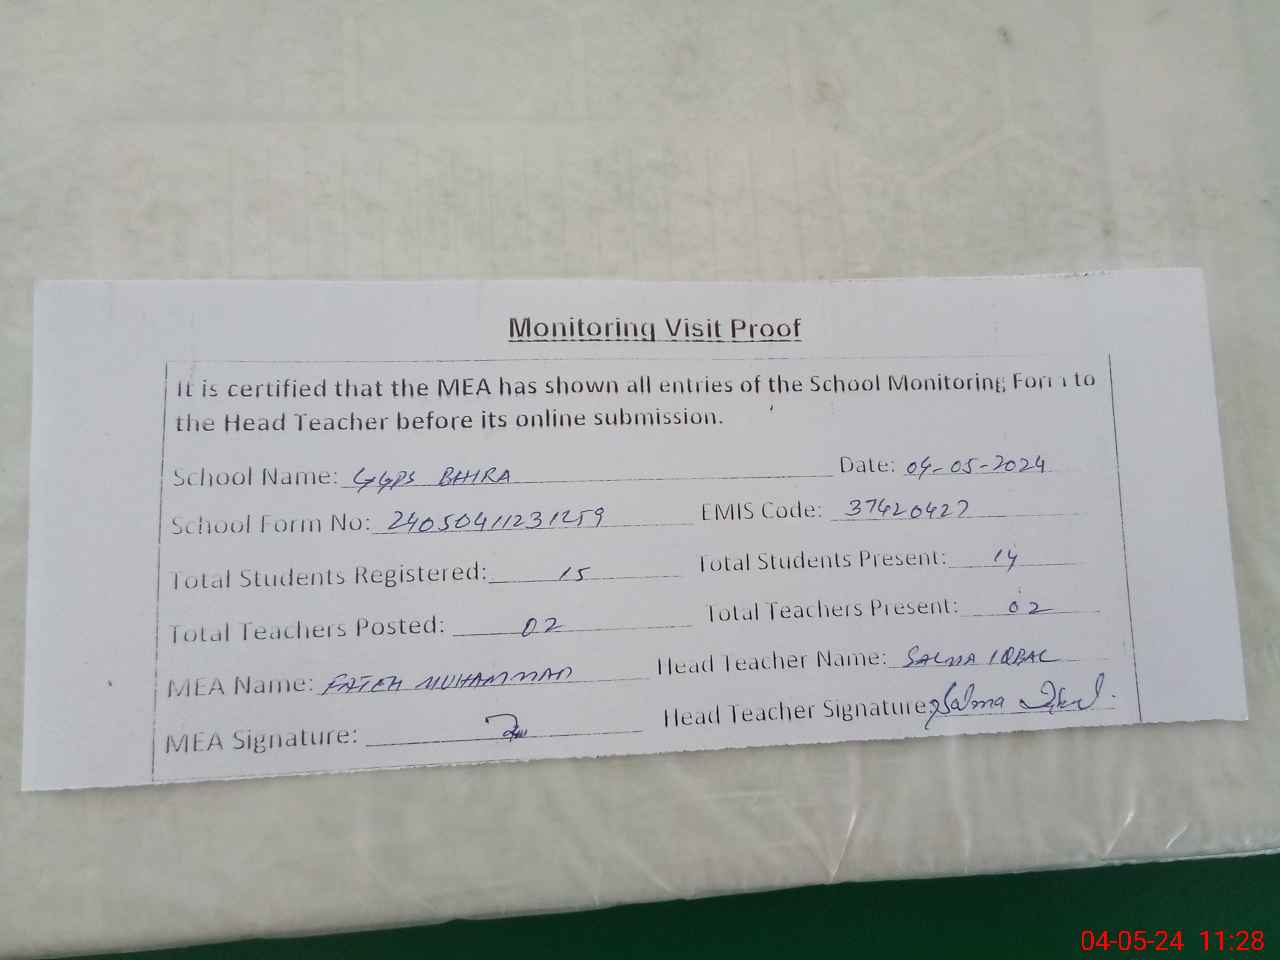 Monitoring Visit Proof
It is certified that the MEA has shown all entries of the School Monitoring Form to
the Head Teacher before its online submission.
School Name: GGPS BHRA Date: 04-05-2024
School Form No: 24050411231259 EMIS Code: 37420427
Total Students Registered: 15 Total Students Present: 14
Total Teachers Posted: 02 Total Teachers Present: 02
MEA Name: FATEH MUHAMMAD Head Teacher Name: SALMA IQBAL
MEA Signature: Head Teacher Signature: Salma Iqbal.
04-05-24 11:28